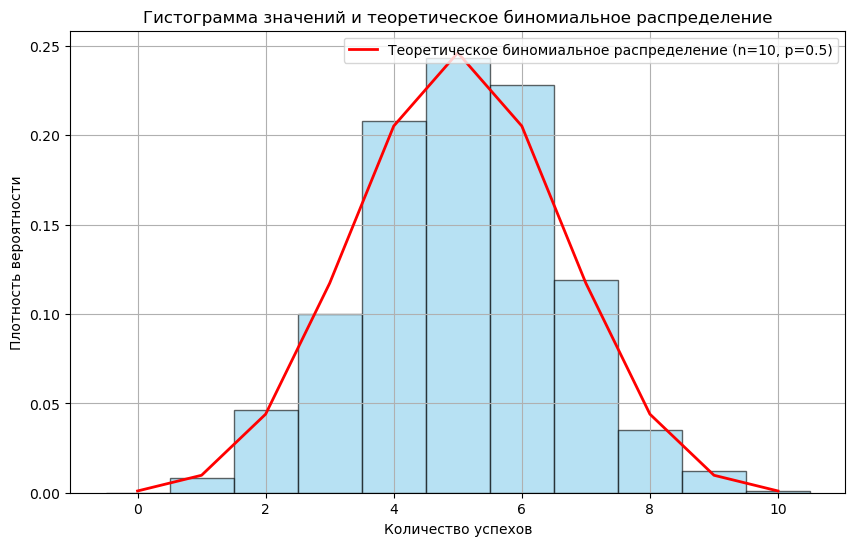 Гистограмма значений и теоретическое биномиальное распределение
Теоретическое биномиальное распределение (n=10, p=0.5)
Плотность вероятности
0.25
0.20
0.15
0.10
0.05
0.00
0 2 4 6 8 10
Количество успехов